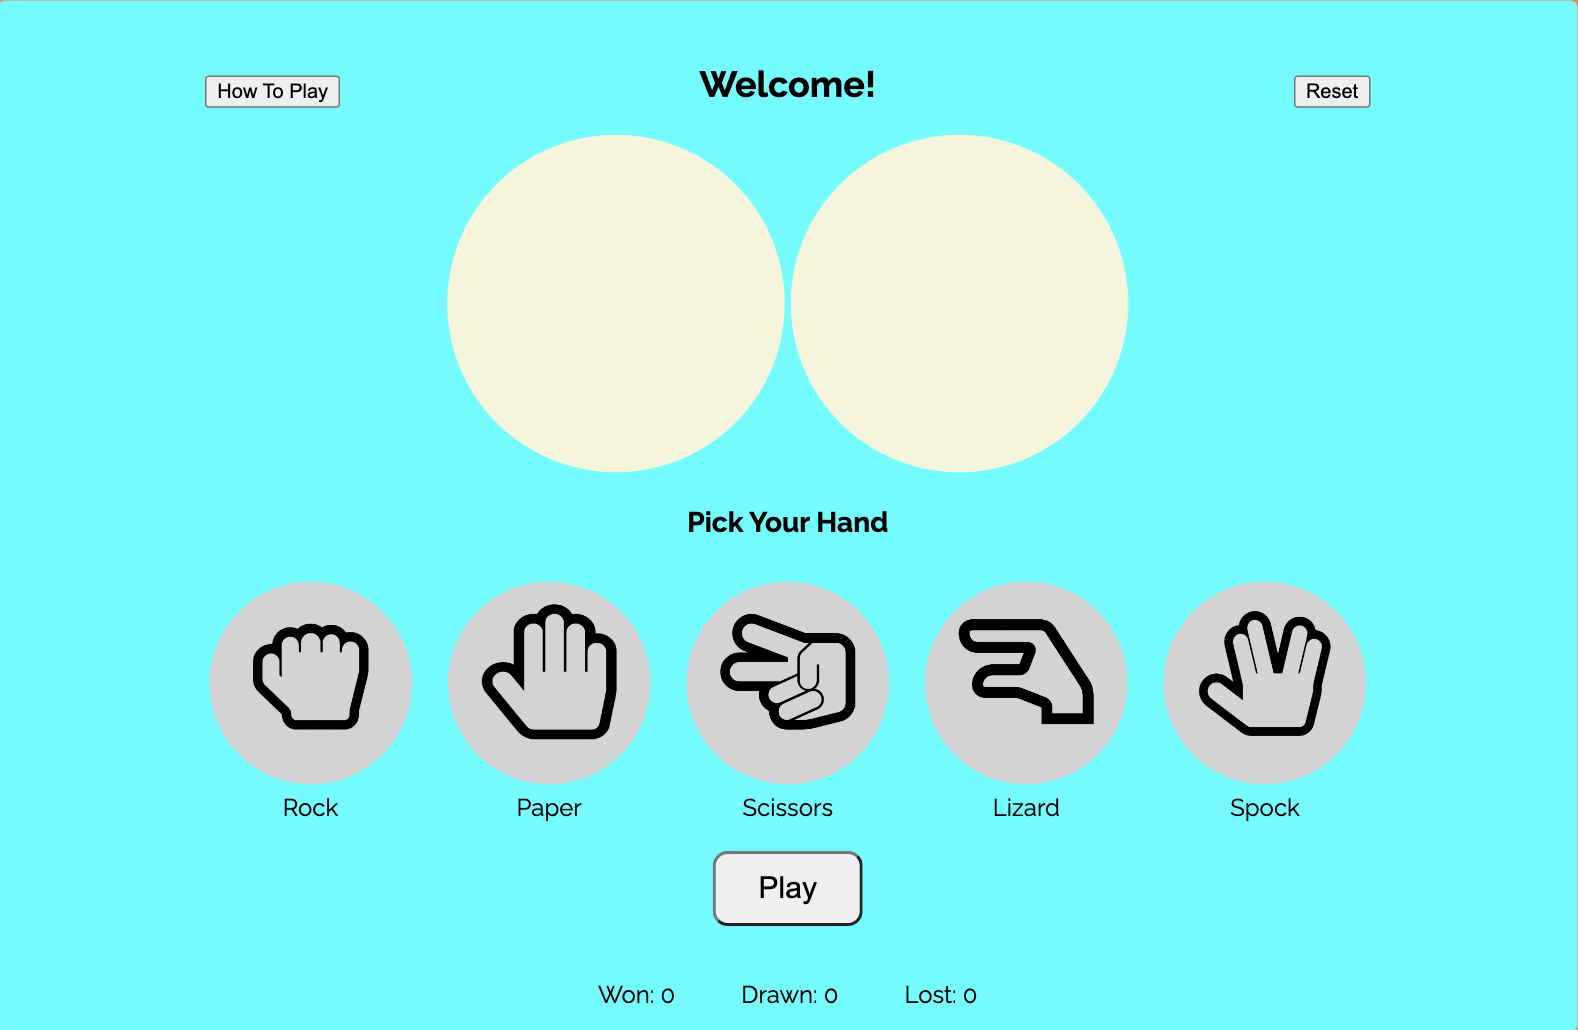 How To Play
Welcome!
Reset
Pick Your Hand
Rock
Paper
Scissors
Lizard
Spock
Play
Won: 0
Drawn: 0
Lost: 0